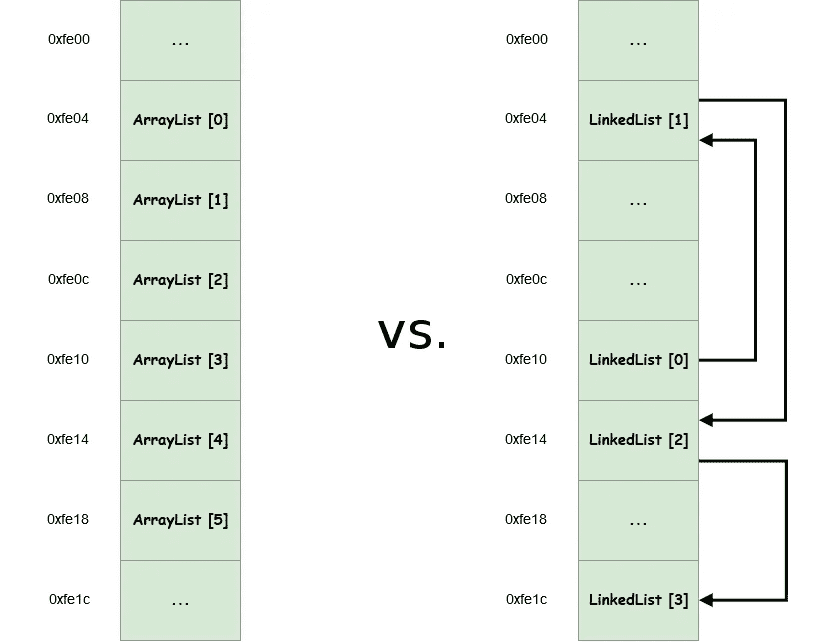 0xfe00 ... 0xfe00 ...
0xfe04 ArrayList [0] 0xfe04 LinkedList [1]
0xfe08 ArrayList [1] 0xfe08 ...
0xfe0c ArrayList [2] 0xfe0c ...
vs.
0xfe10 ArrayList [3] 0xfe10 LinkedList [0]
0xfe14 ArrayList [4] 0xfe14 LinkedList [2]
0xfe18 ArrayList [5] 0xfe18 ...
0xfe1c ... 0xfe1c LinkedList [3]